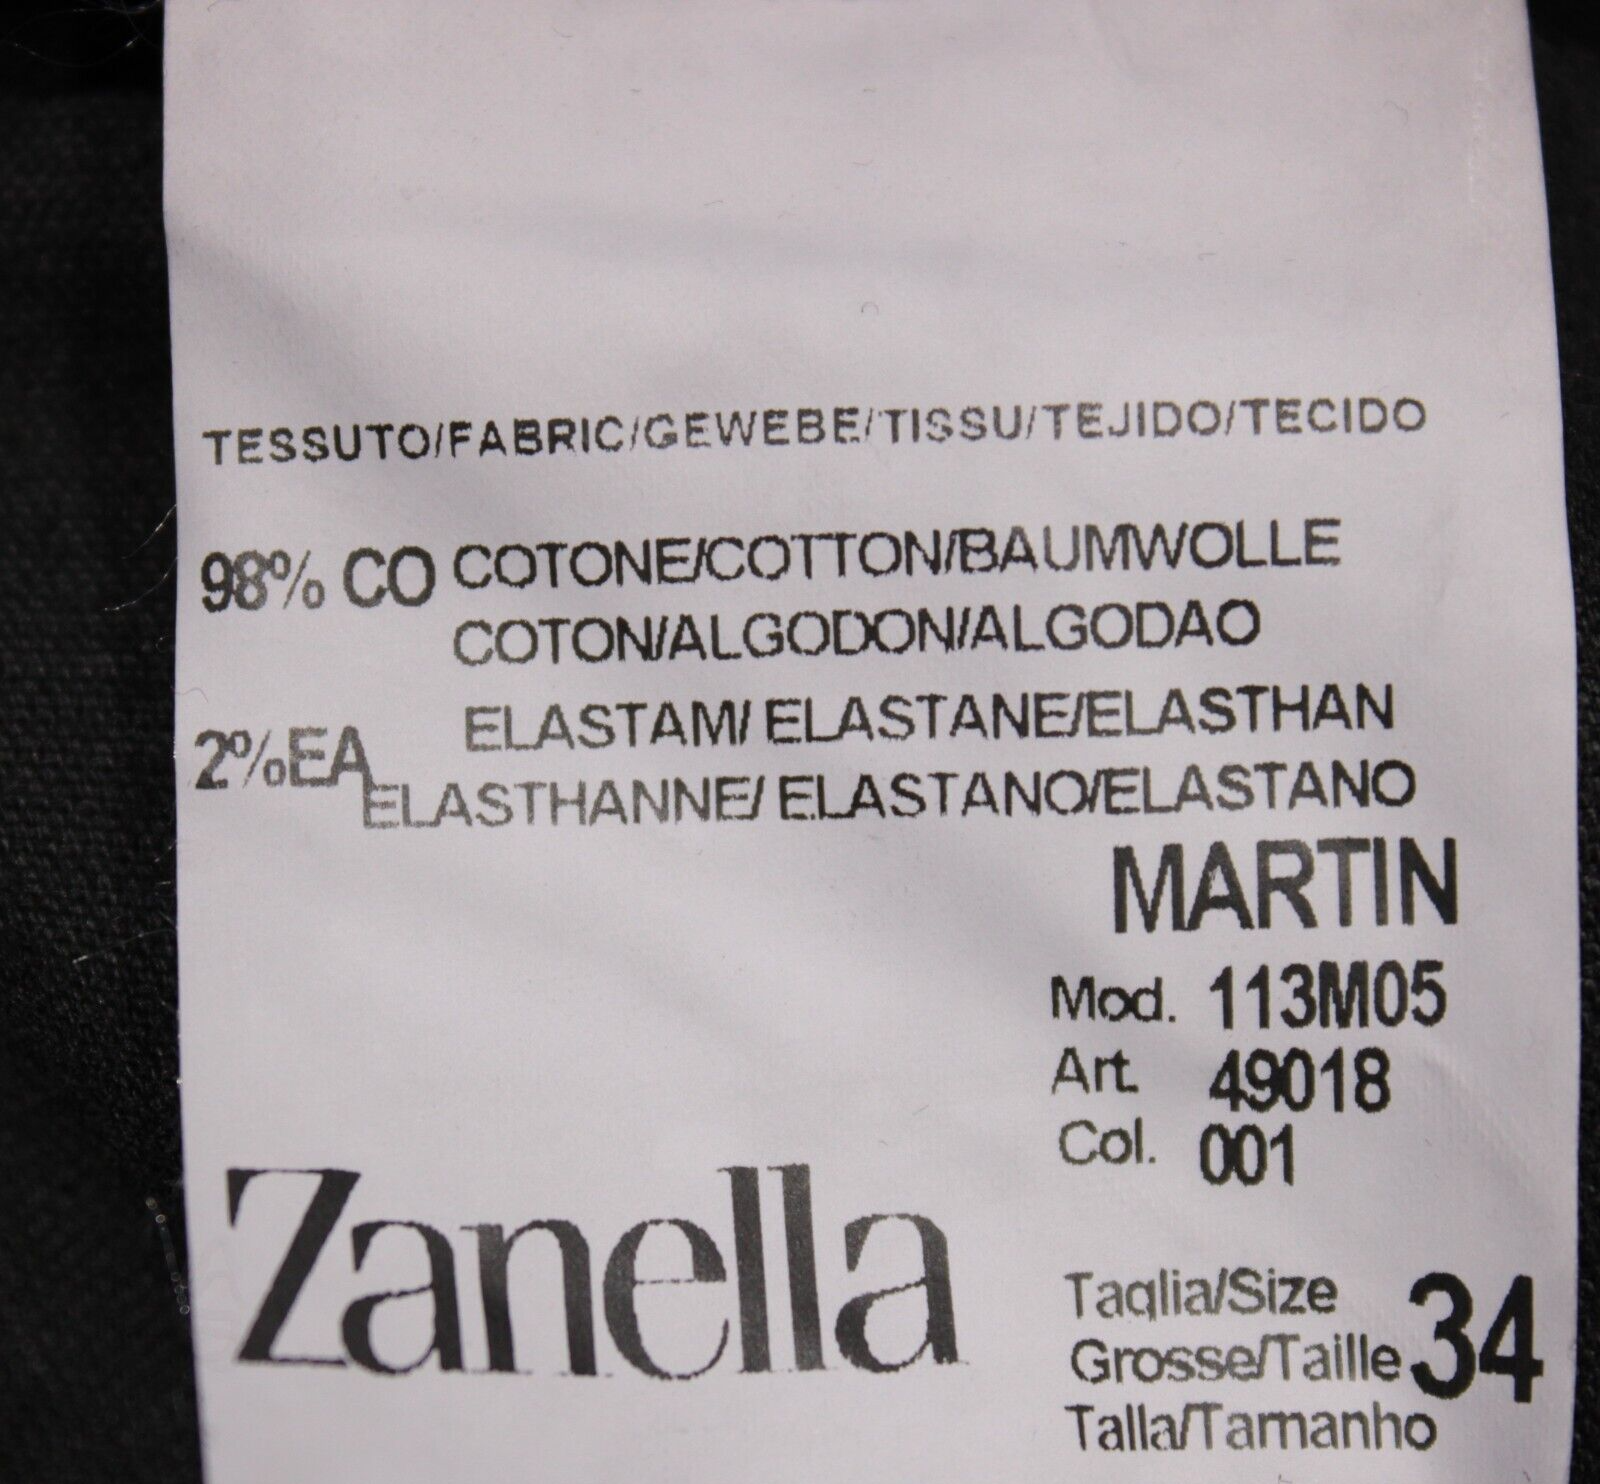 TESSUTO/FABRIC/GEWEBE/TISSU/TEJIDO/TECIDO
98% CO COTONE/COTTON/BAUMWOLLE
COTON/ALGODON/ALGODAO
2%EA ELASTAM/ ELASTANE/ELASTHAN
ELASTHANNE/ ELASTANO/ELASTANO
MARTIN
Mod. 113M05
Art. 49018
Col. 001
Zanella
Taglia/Size
Grosse/Taille 34
Talla/Tamanho